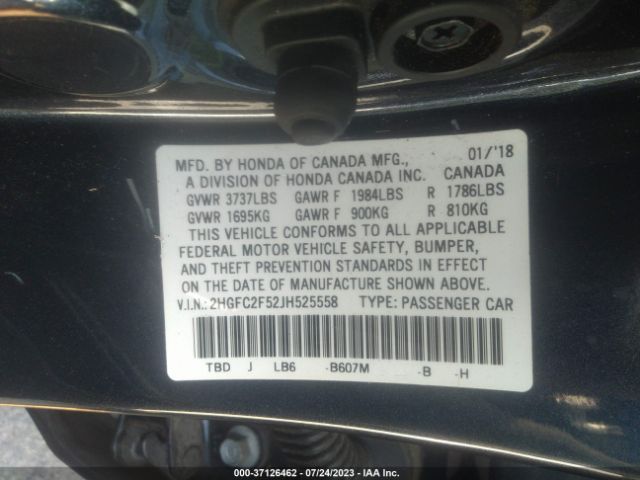 MFD. BY HONDA OF CANADA MFG., 01/'18
A DIVISION OF HONDA CANADA INC. CANADA
GVWR 3737LBS GAWR F 1984LBS R 1786LBS
GVWR 1695KG GAWR F 900KG R 810KG
THIS VEHICLE CONFORMS TO ALL APPLICABLE
FEDERAL MOTOR VEHICLE SAFETY, BUMPER,
AND THEFT PREVENTION STANDARDS IN EFFECT
ON THE DATE OF MANUFACTURE SHOWN ABOVE.
V.I.N.: 2HGFC2F52JH525558 TYPE: PASSENGER CAR
TBD J LB6 -B607M -B -H
000-37126462 - 07/24/2023 - IAA Inc.